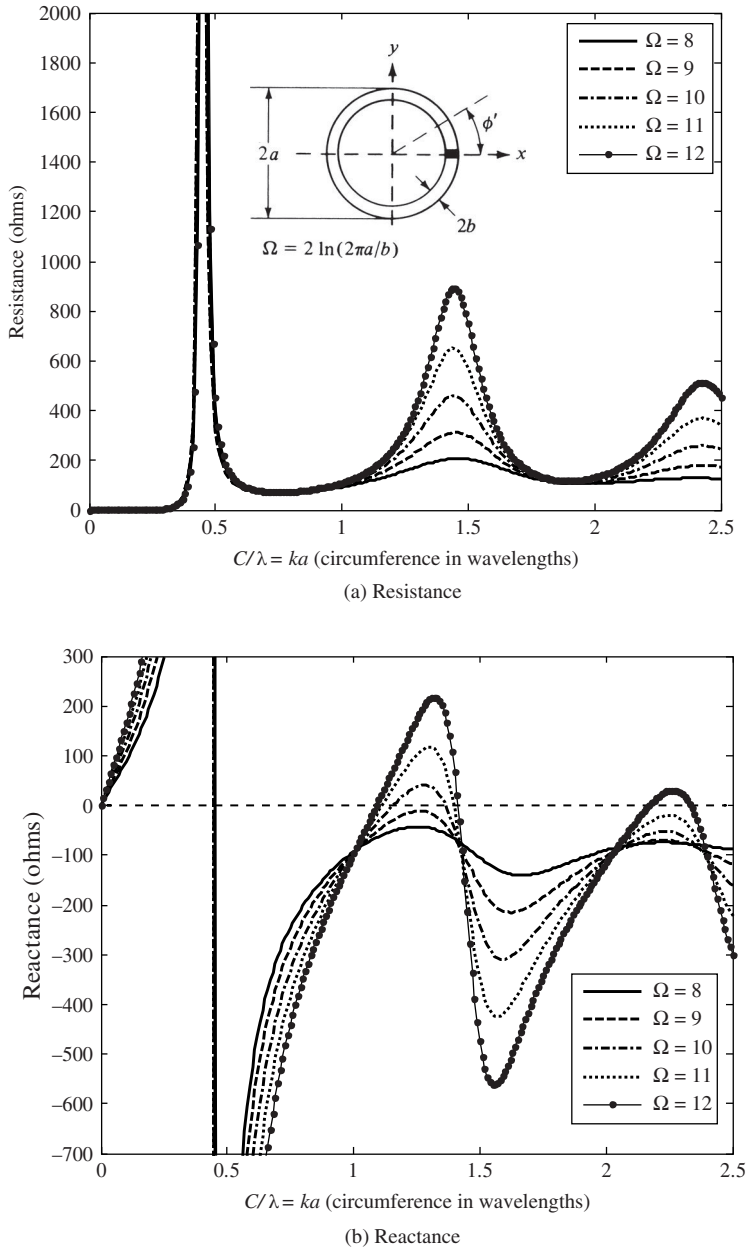 2000
1800
1600
1400
1200
1000
800
600
400
200
0
Resistance (ohms)
Ω = 8
Ω = 9
Ω = 10
Ω = 11
Ω = 12
y
ϕ′
2a
x
2b
Ω = 2 ln(2πa/b)
0 0.5 1 1.5 2 2.5
C/λ = ka (circumference in wavelengths)
(a) Resistance
300
200
100
0
−100
−200
−300
−400
−500
−600
−700
Reactance (ohms)
Ω = 8
Ω = 9
Ω = 10
Ω = 11
Ω = 12
0 0.5 1 1.5 2 2.5
C/λ = ka (circumference in wavelengths)
(b) Reactance